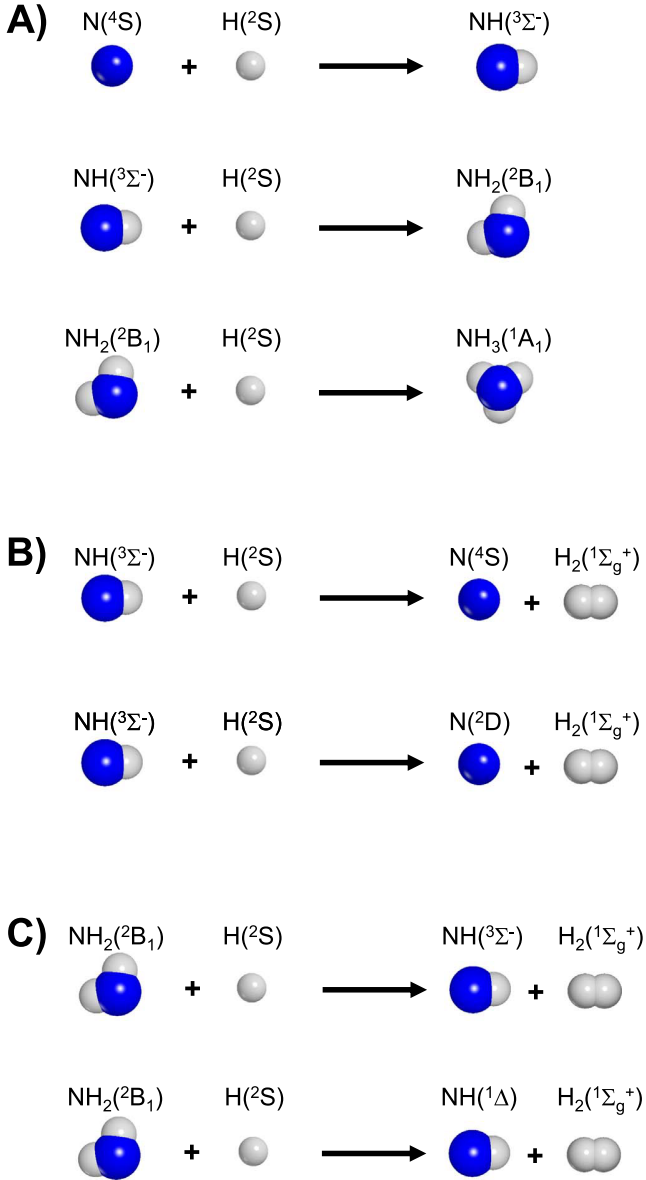 A)
N(⁴S) H(²S) NH(³Σ⁻)
+
NH(³Σ⁻) H(²S) NH₂(²B₁)
+
NH₂(²B₁) H(²S) NH₃(¹A₁)
+
B)
NH(³Σ⁻) H(²S) N(⁴S) H₂(¹Σg⁺)
+ +
NH(³Σ⁻) H(²S) N(²D) H₂(¹Σg⁺)
+ +
C)
NH₂(²B₁) H(²S) NH(³Σ⁻) H₂(¹Σg⁺)
+ +
NH₂(²B₁) H(²S) NH(¹Δ) H₂(¹Σg⁺)
+ +